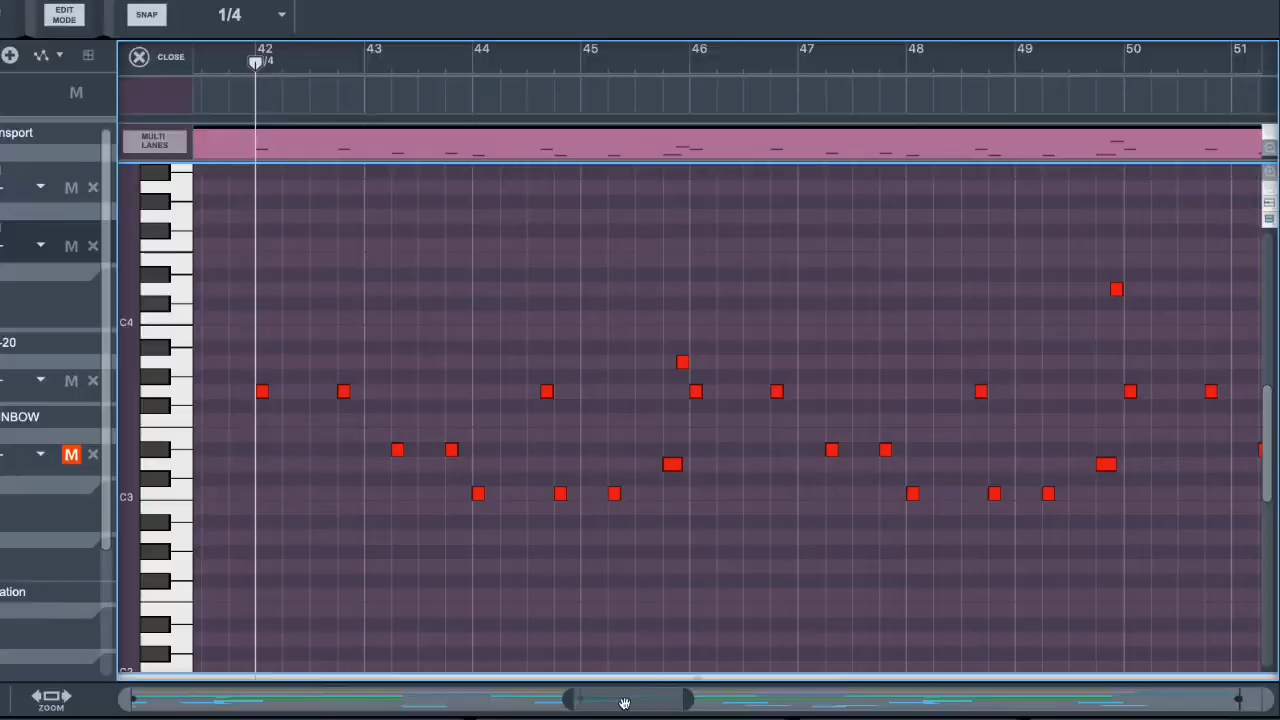 EDIT
MODE
SNAP
1/4
CLOSE
42 43 44 45 46 47 48 49 50 51
/4
M
MULTI
LANES
nsport
M
M
C4
-20
M
NBOW
M
C3
ation
ZOOM